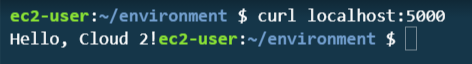 ec2-user:~/environment $ curl localhost:5000
Hello, Cloud 2!ec2-user:~/environment $